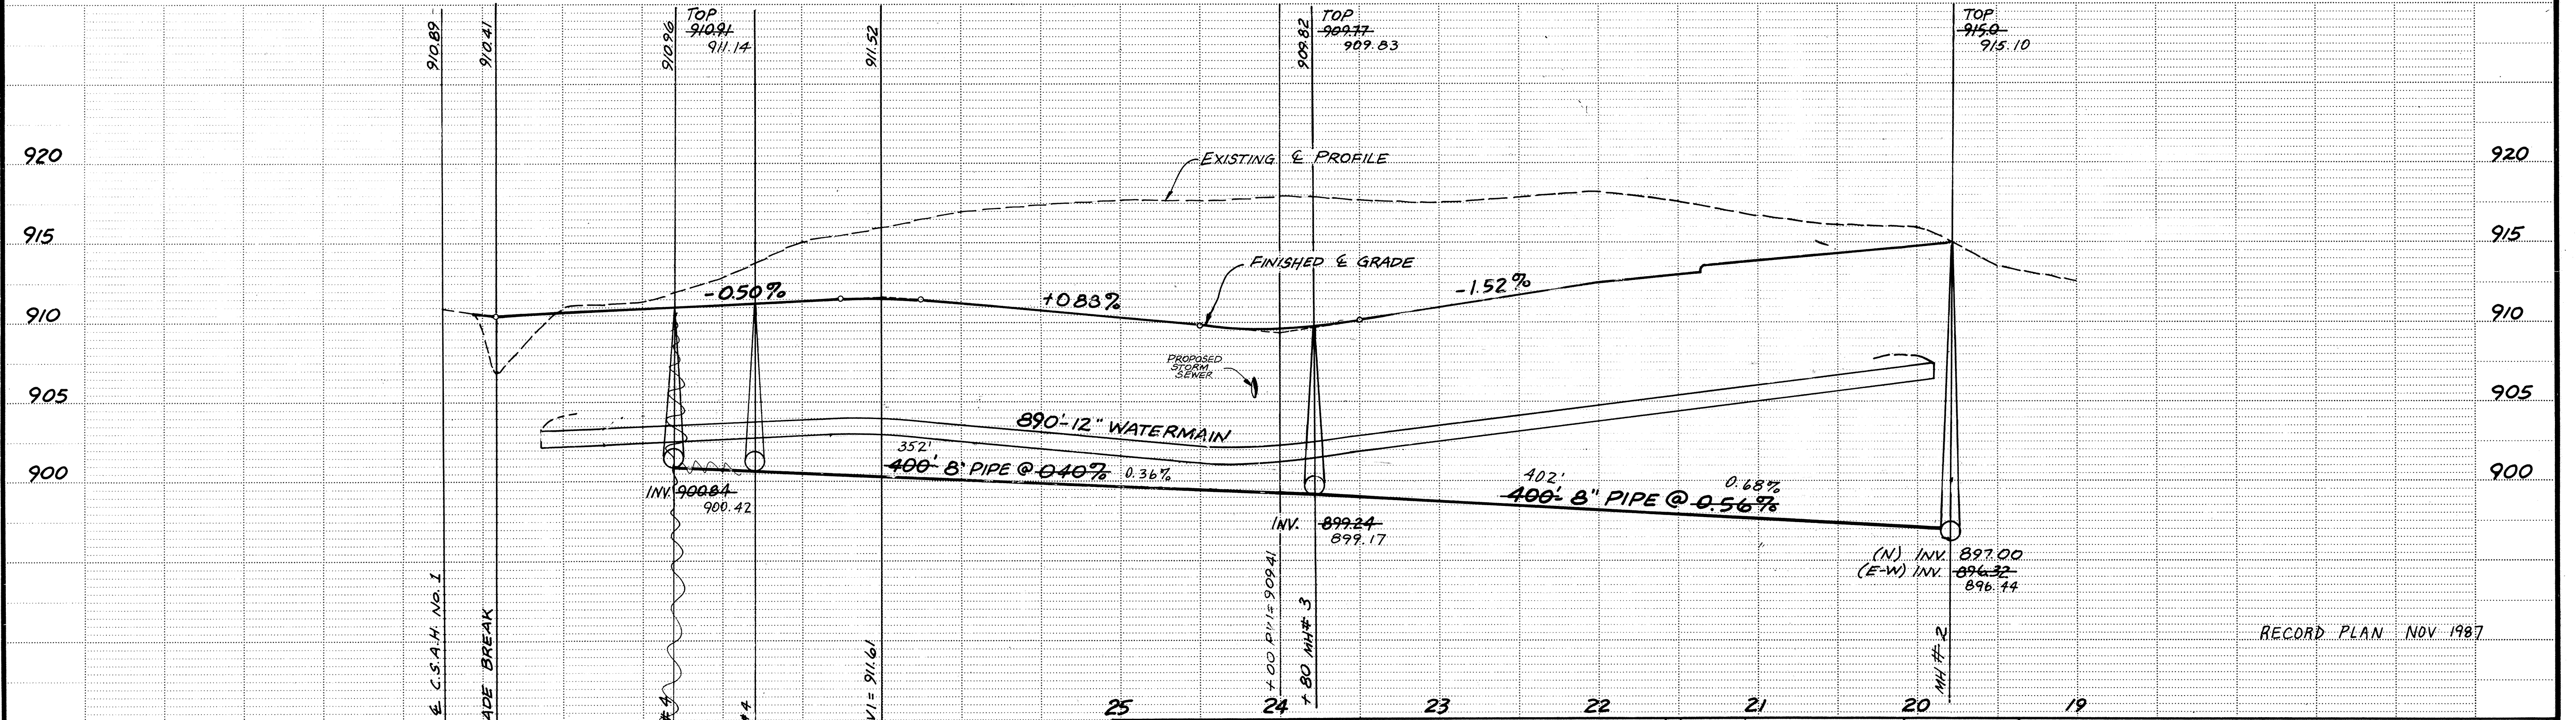 910.89
910.41
910.96
TOP
910.91
911.14
911.52
909.82
TOP
909.77
909.83
TOP
915.0
915.10
920
EXISTING ℄ PROFILE
920
915
FINISHED ℄ GRADE
915
-0.50%
+0.83%
-1.52%
910
910
PROPOSED
STORM
SEWER
905
905
890'-12" WATERMAIN
352'
400'- 8" PIPE @ 0.40% 0.36%
900
402'
0.68%
400'- 8" PIPE @ 0.56%
900
INV. 900.84
900.42
INV. 899.24
899.17
(N) INV. 897.00
(E-W) INV. 896.32
896.44
℄ C.S.A.H. No. 1
ADE BREAK
#4
#4
VI = 911.61
+00 PVI = 909.41
+80 MH# 3
MH #-2
RECORD PLAN NOV 1987
25
24
23
22
21
20
19